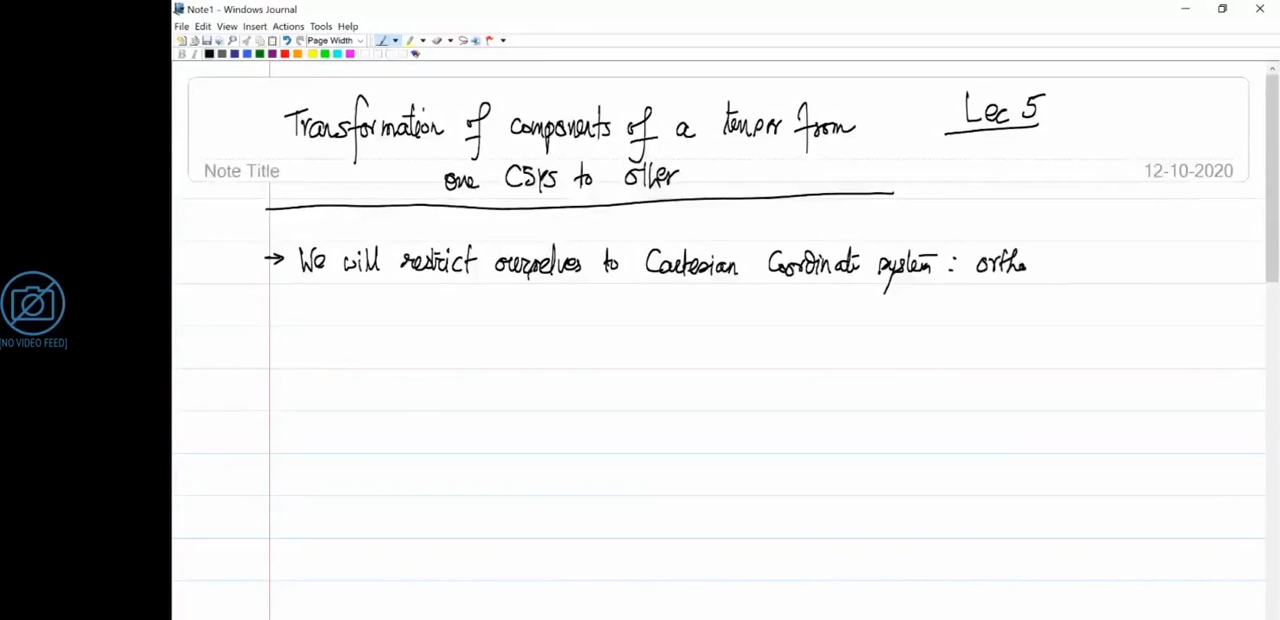 Note1 - Windows Journal
File Edit View Insert Actions Tools Help
Page Width
B I
Transformation of components of a tensor from
one CSYS to other
Lec 5
Note Title
12-10-2020
→ We will restrict ourselves to Cartesian Coordinate system : ortho
[NO VIDEO FEED]